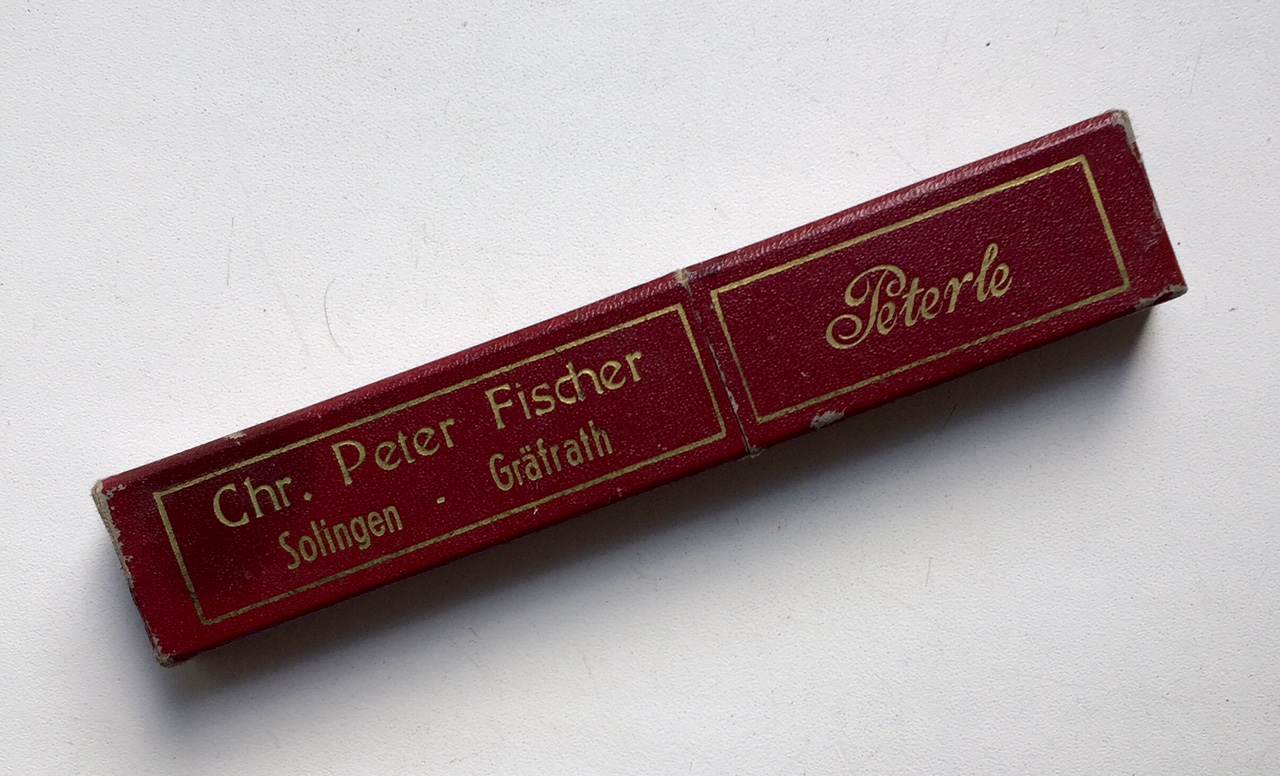 Chr. Peter Fischer
Solingen - Gräfrath
Peterle